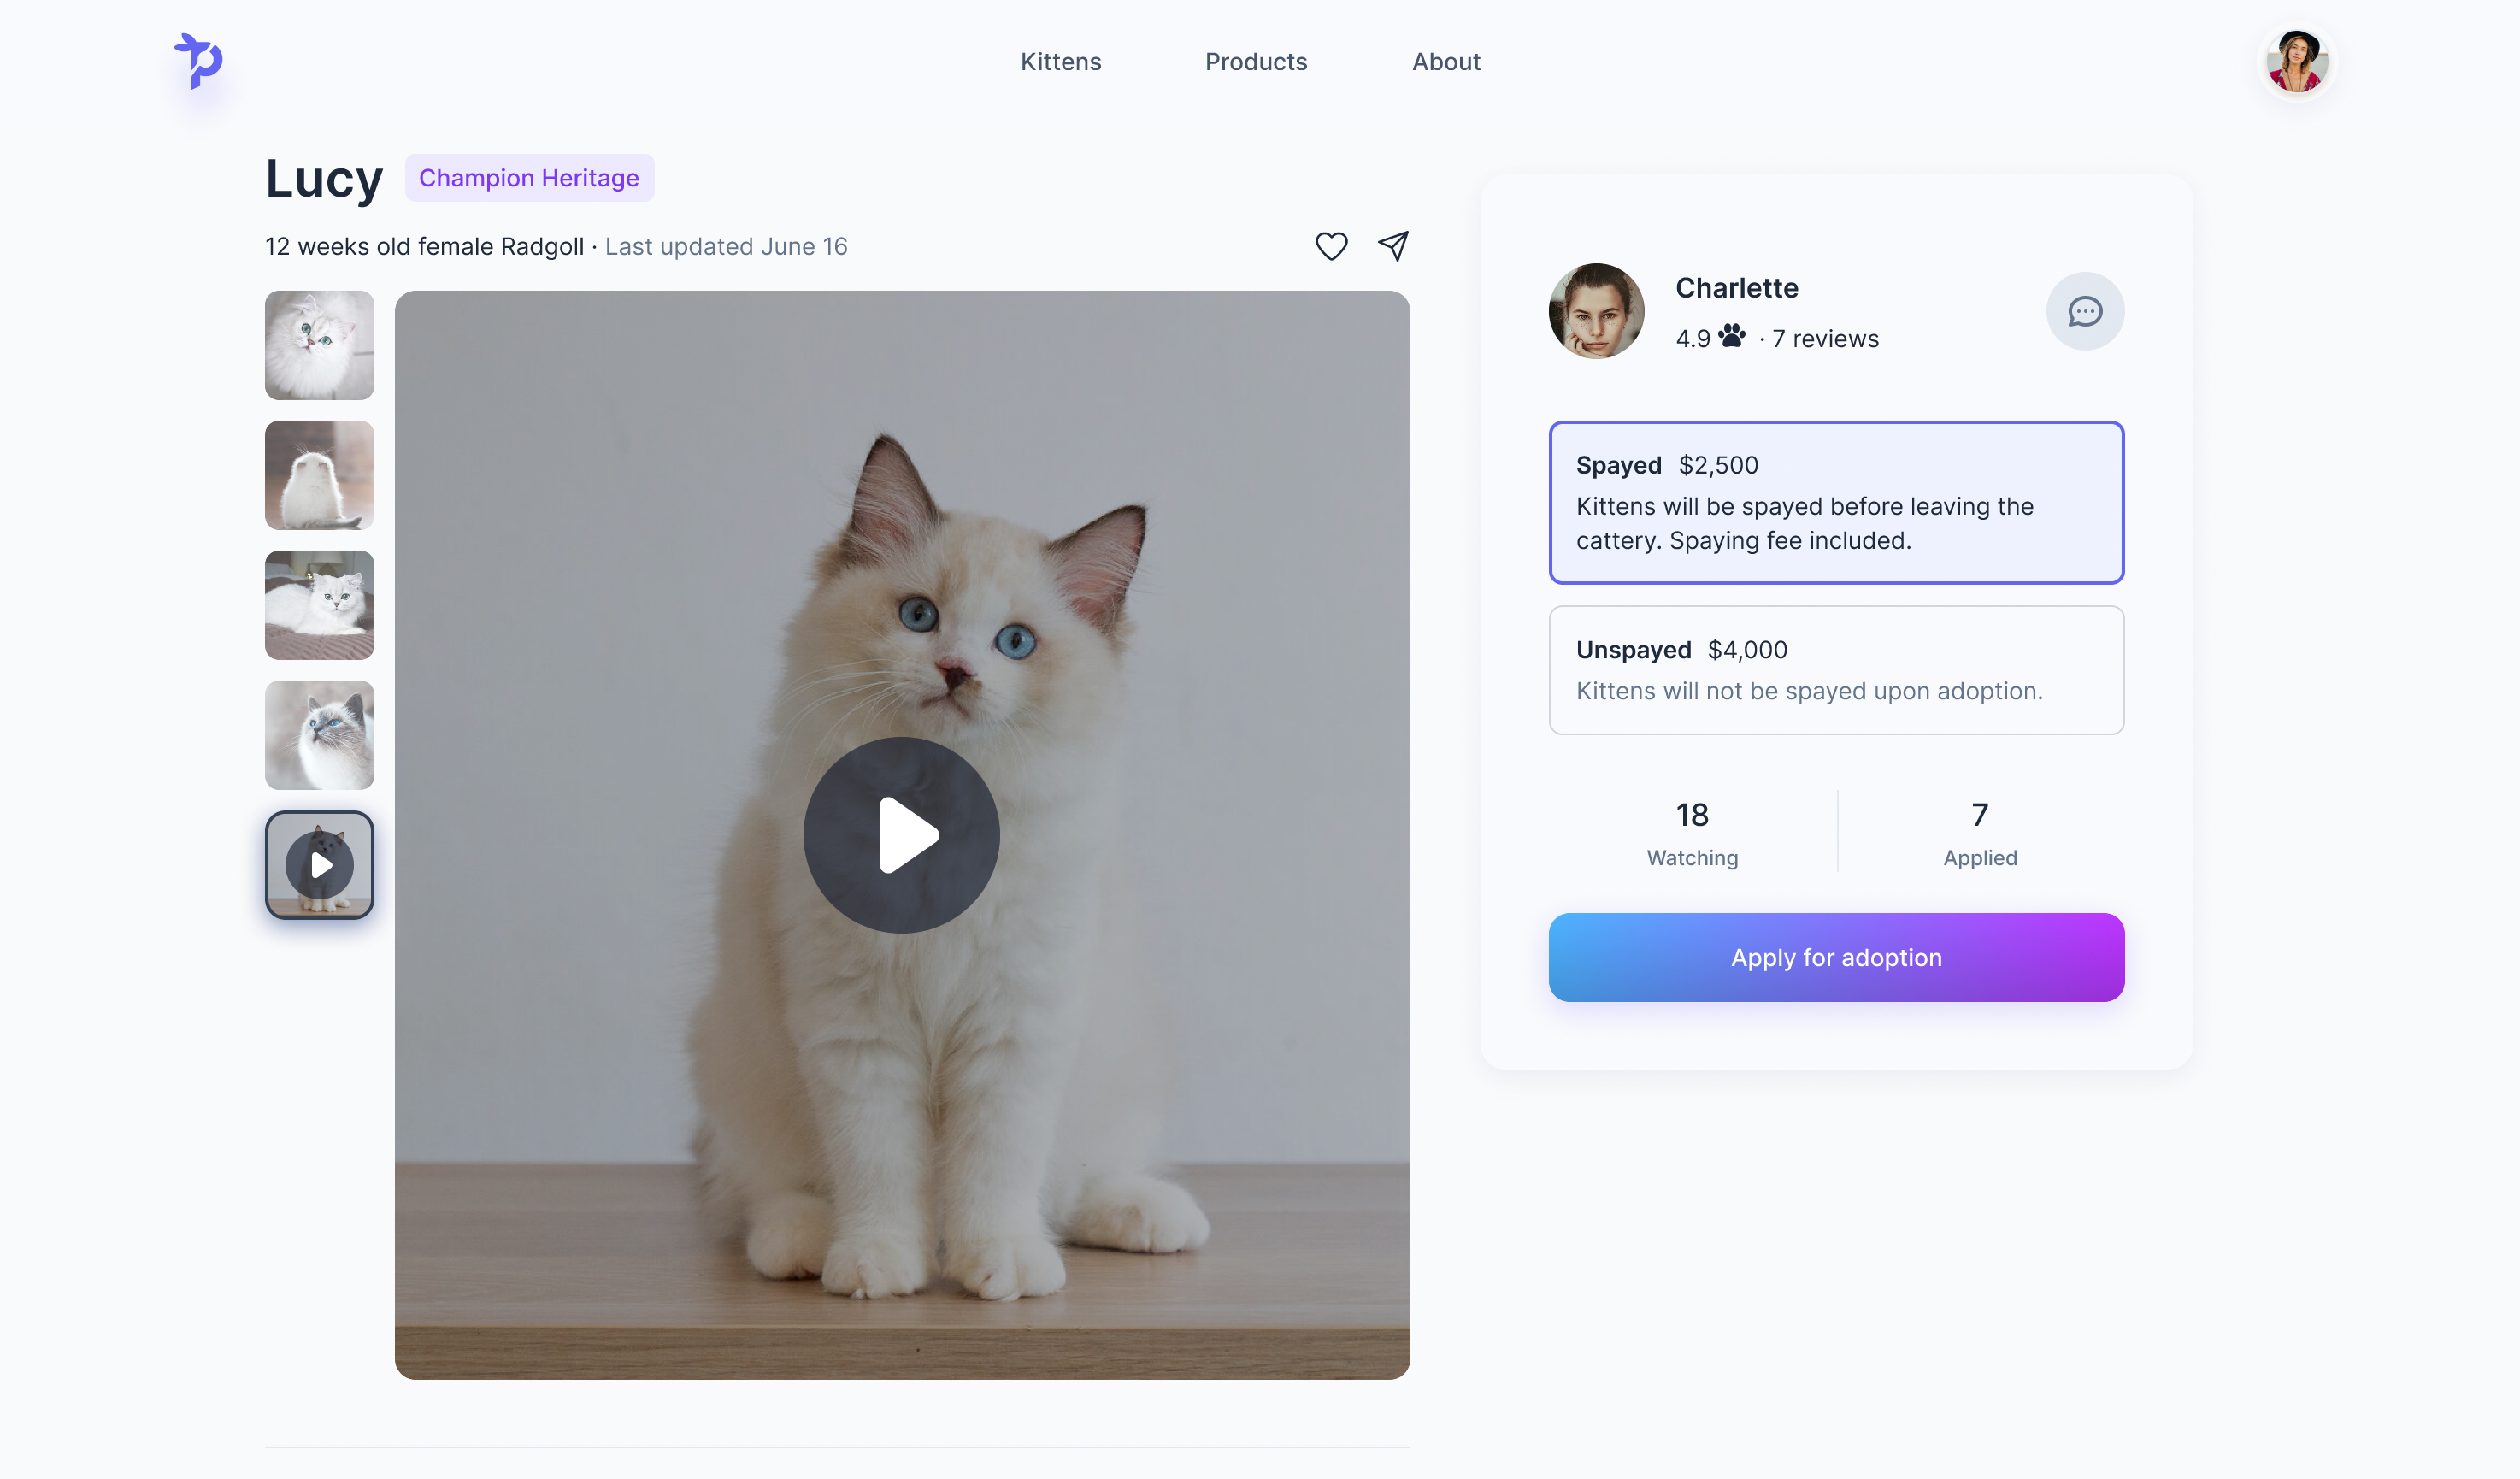 Kittens
Products
About
Lucy
Champion Heritage
12 weeks old female Radgoll · Last updated June 16
Charlette
4.9 · 7 reviews
Spayed $2,500
Kittens will be spayed before leaving the
cattery. Spaying fee included.
Unspayed $4,000
Kittens will not be spayed upon adoption.
18
Watching
7
Applied
Apply for adoption